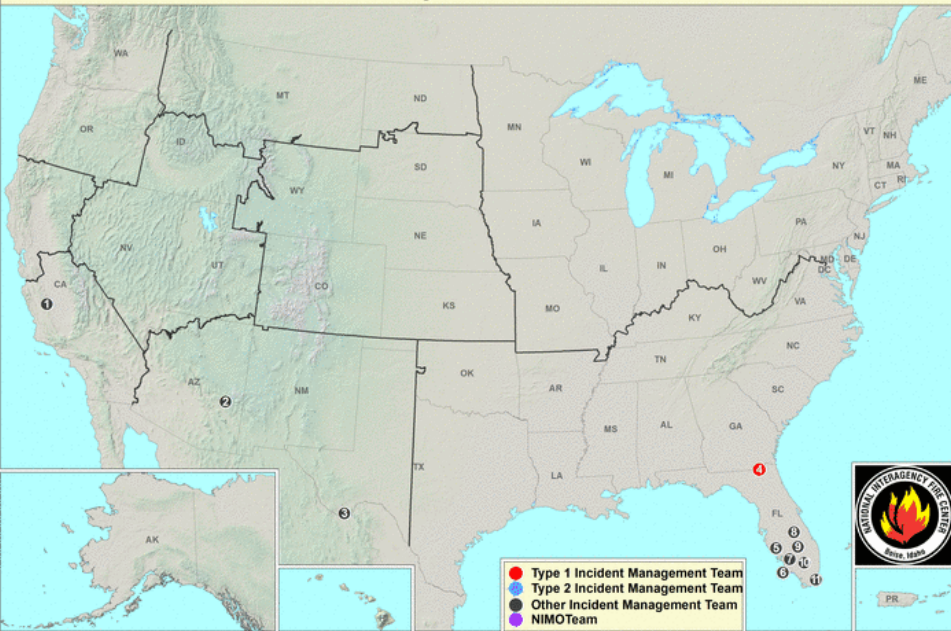 WA
ME
MT
ND
OR
MN
VT
NH
ID
SD
WI
MI
NY
MA
CT
RI
WY
NE
IA
PA
NV
UT
OH
NJ
IL
IN
MD
DE
DC
CA
CO
WV
1
KS
MO
VA
KY
NC
TN
AZ
OK
2
NM
AR
SC
MS
AL
GA
TX
4
LA
3
FL
NATIONAL INTERAGENCY FIRE CENTER
Boise, Idaho
AK
8
5
9
7
10
6
11
Type 1 Incident Management Team
Type 2 Incident Management Team
Other Incident Management Team
NIMOTeam
PR